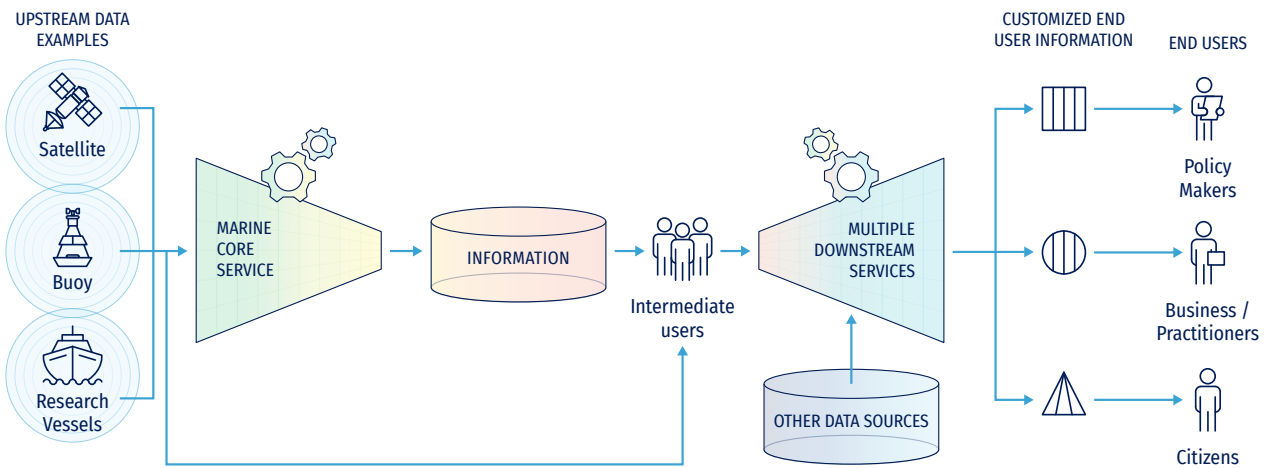 UPSTREAM DATA
EXAMPLES
Satellite
Buoy
Research
Vessels
MARINE
CORE
SERVICE
INFORMATION
Intermediate
users
MULTIPLE
DOWNSTREAM
SERVICES
OTHER DATA SOURCES
CUSTOMIZED END
USER INFORMATION
END USERS
Policy
Makers
Business /
Practitioners
Citizens